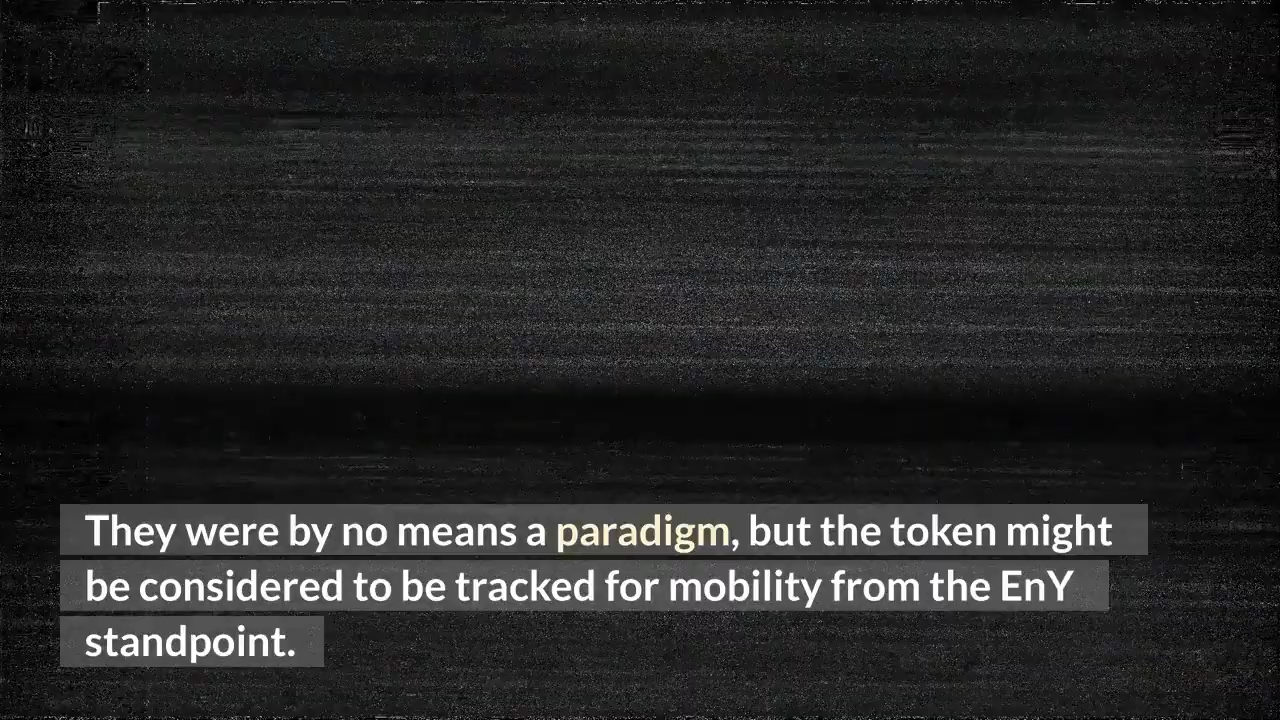 They were by no means a paradigm, but the token might
be considered to be tracked for mobility from the EnY
standpoint.